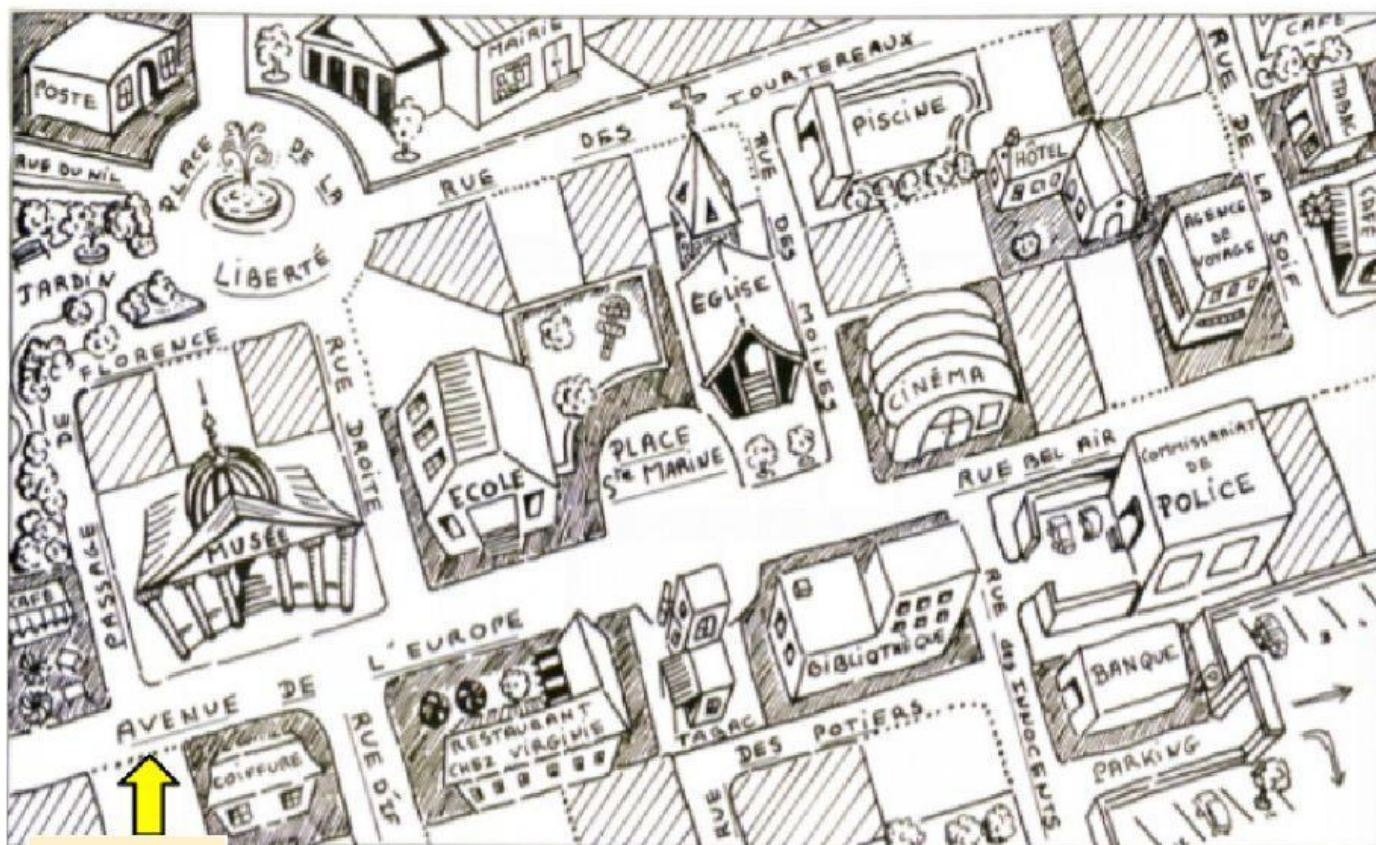 POSTE
MAIRIE
RUE DU NIL
PLACE DE LA
LIBERTÉ
RUE DES TOURTEREAUX
JARDIN
PISCINE
HÔTEL
RUE DE LA SOIF
CAFE
TABAC
CAFE
AGENCE
DE
VOYAGE
EGLISE
RUE DES MOINES
PASSAGE DE FLORENCE
RUE DROITE
MUSÉE
ECOLE
PLACE
Ste MARINE
CINÉMA
RUE BEL AIR
COMMISSARIAT
DE
POLICE
CAFE
AVENUE DE L'EUROPE
COIFFURE
RUE D'ÉF
RESTAURANT
CHEZ VIRGINIE
TABAC
BIBLIOTHÈQUE
RUE DES POTIERS
RUE des INNOCENTS
BANQUE
PARKING